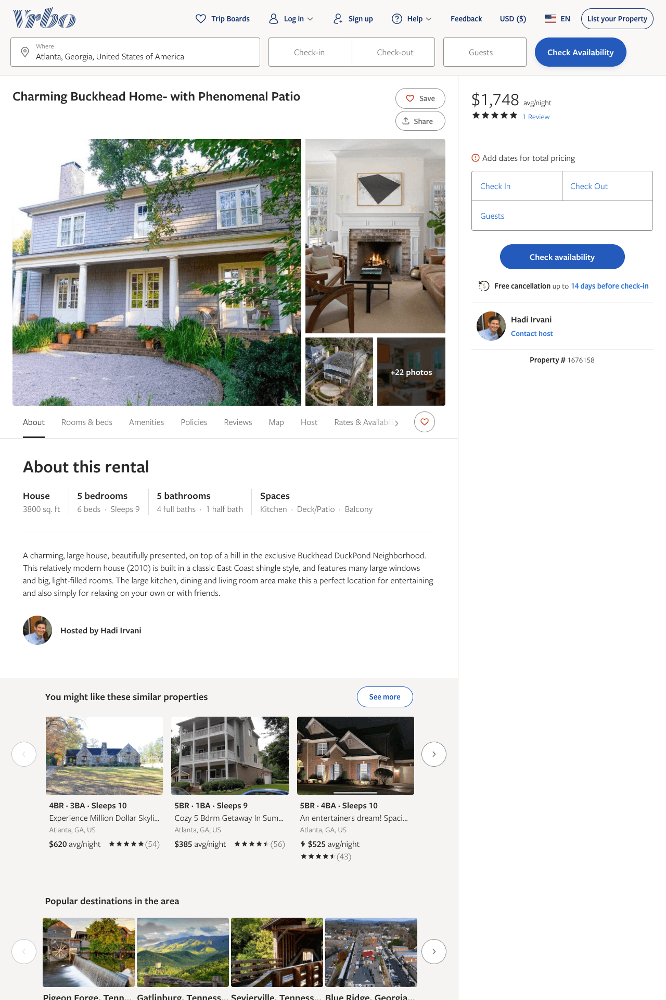 Vrbo
Trip Boards
Log in
Sign up
Help
Feedback
USD ($)
EN
List your Property
Where
Atlanta, Georgia, United States of America
Check-in
Check-out
Guests
Check Availability
Charming Buckhead Home- with Phenomenal Patio
Save
Share
+22 photos
$1,748 avg/night
1 Review
Add dates for total pricing
Check In
Check Out
Guests
Check availability
Free cancellation up to 14 days before check-in
Hadi Irvani
Contact host
Property # 1676158
About
Rooms & beds
Amenities
Policies
Reviews
Map
Host
Rates & Availabili
About this rental
House
3800 sq. ft
5 bedrooms
6 beds · Sleeps 9
5 bathrooms
4 full baths · 1 half bath
Spaces
Kitchen · Deck/Patio · Balcony
A charming, large house, beautifully presented, on top of a hill in the exclusive Buckhead DuckPond Neighborhood.
This relatively modern house (2010) is built in a classic East Coast shingle style, and features many large windows
and big, light-filled rooms. The large kitchen, dining and living room area make this a perfect location for entertaining
and also simply for relaxing on your own or with friends.
Hosted by Hadi Irvani
You might like these similar properties
See more
4BR · 3BA · Sleeps 10
Experience Million Dollar Skyli...
Atlanta, GA, US
$620 avg/night (54)
5BR · 1BA · Sleeps 9
Cozy 5 Bdrm Getaway In Sum...
Atlanta, GA, US
$385 avg/night (56)
5BR · 4BA · Sleeps 10
An entertainers dream! Spaci...
Atlanta, GA, US
$525 avg/night
(43)
Popular destinations in the area
Pigeon Forge, Tenn...
Gatlinburg, Tenness...
Sevierville, Tenness...
Blue Ridge, Georgia...